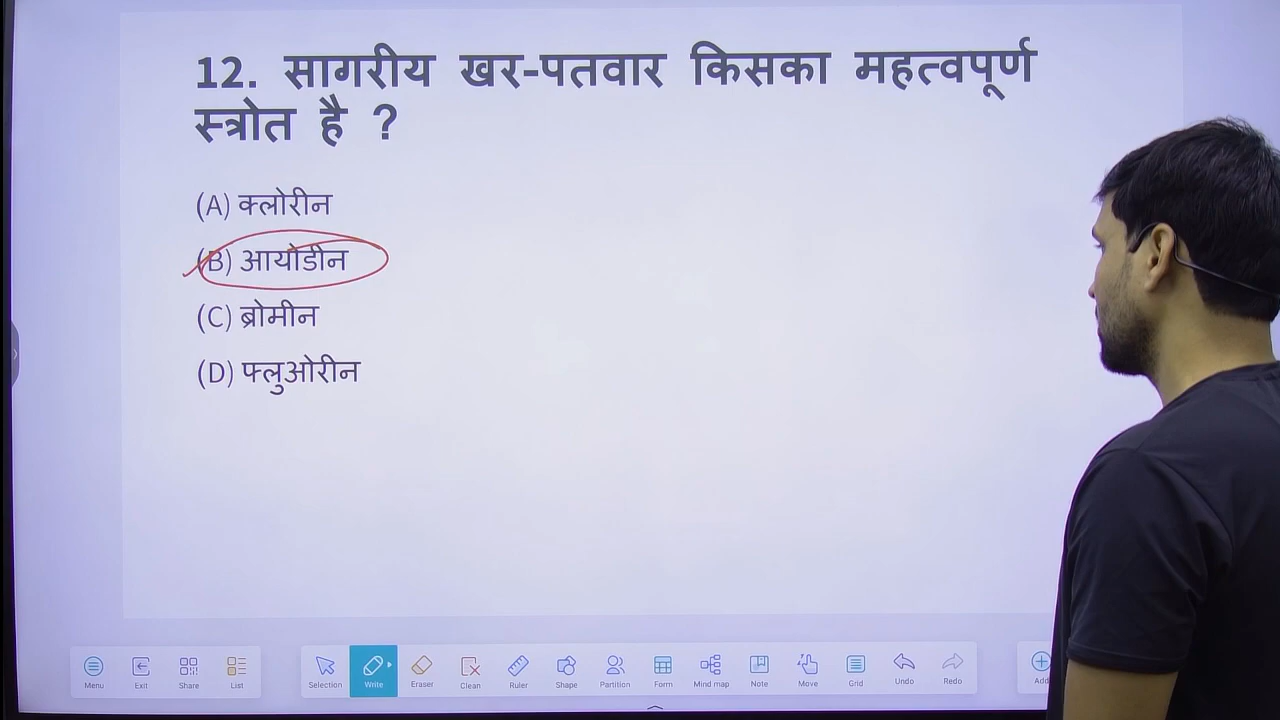 12. सागरीय खर-पतवार किसका महत्वपूर्ण
स्त्रोत है ?
(A) क्लोरीन
(B) आयोडीन
(C) ब्रोमीन
(D) फ्लुओरीन
Menu Exit Share List Selection Write Eraser Clean Ruler Shape Partition Form Mind map Note Move Grid Undo Redo Add